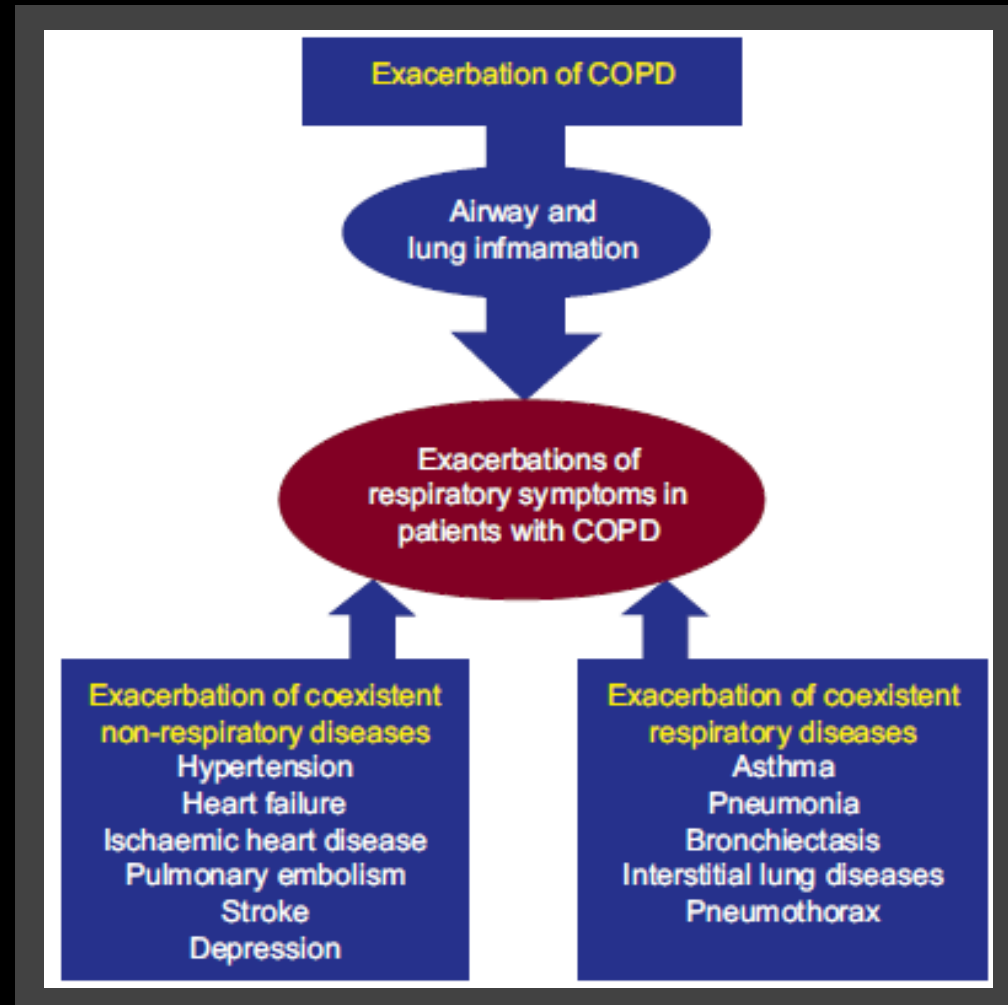 Exacerbation of COPD
Airway and
lung infmamation
Exacerbations of
respiratory symptoms in
patients with COPD
Exacerbation of coexistent
non-respiratory diseases
Hypertension
Heart failure
Ischaemic heart disease
Pulmonary embolism
Stroke
Depression
Exacerbation of coexistent
respiratory diseases
Asthma
Pneumonia
Bronchiectasis
Interstitial lung diseases
Pneumothorax